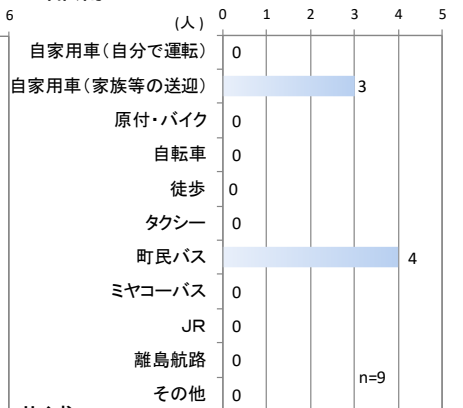 6
(人) 0 1 2 3 4 5
自家用車(自分で運転) 0
自家用車(家族等の送迎) 3
原付・バイク 0
自転車 0
徒歩 0
タクシー 0
町民バス 4
ミヤコーバス 0
JR 0
離島航路 0
n=9
その他 0